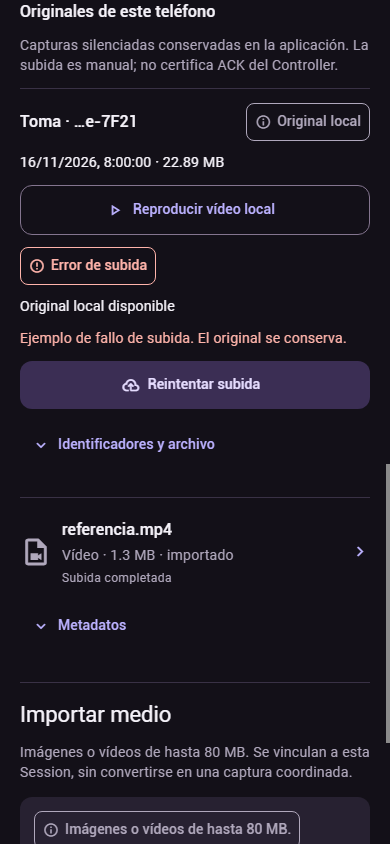 Originales de este teléfono
Capturas silenciadas conservadas en la aplicación. La
subida es manual; no certifica ACK del Controller.
Toma · …e-7F21
Original local
16/11/2026, 8:00:00 · 22.89 MB
Reproducir vídeo local
Error de subida
Original local disponible
Ejemplo de fallo de subida. El original se conserva.
Reintentar subida
Identificadores y archivo
referencia.mp4
Vídeo · 1.3 MB · importado
Subida completada
Metadatos
Importar medio
Imágenes o vídeos de hasta 80 MB. Se vinculan a esta
Session, sin convertirse en una captura coordinada.
Imágenes o vídeos de hasta 80 MB.